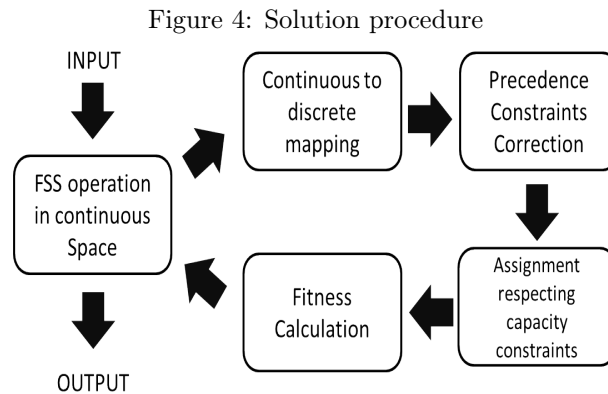 Figure 4: Solution procedure
INPUT
FSS operation
in continuous
Space
OUTPUT
Continuous to
discrete
mapping
Precedence
Constraints
Correction
Assignment
respecting
capacity
constraints
Fitness
Calculation